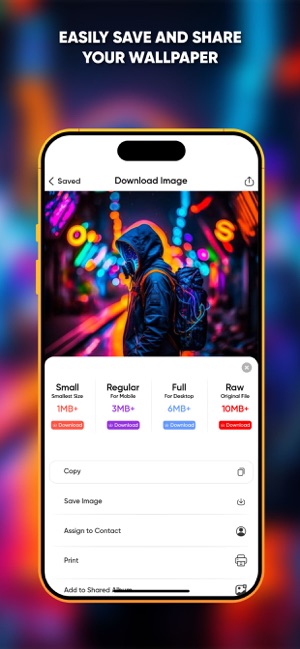 EASILY SAVE AND SHARE
YOUR WALLPAPER
Saved Download Image
Small Regular Full Raw
Smallest Size For Mobile For Desktop Original File
1MB+ 3MB+ 6MB+ 10MB+
Download Download Download Download
Copy
Save Image
Assign to Contact
Print
Add to Shared Album